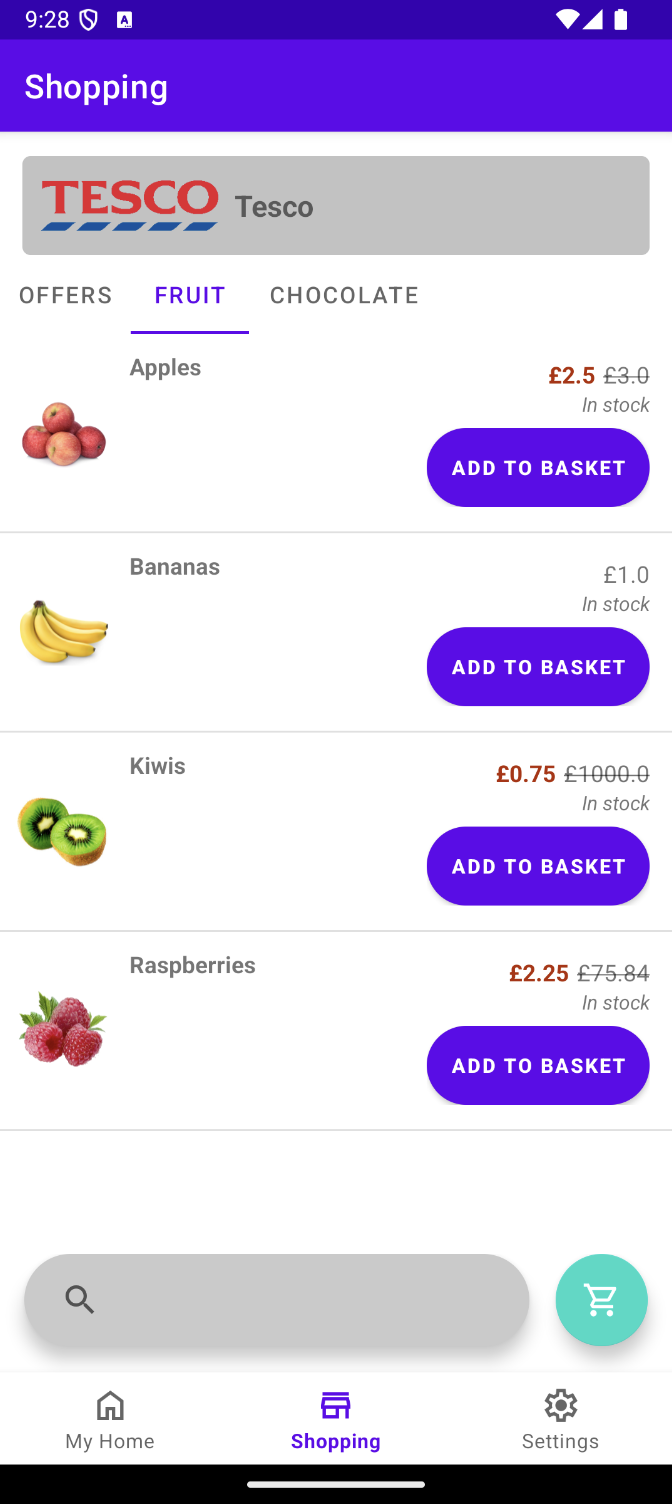 9:28
Shopping
TESCO Tesco
OFFERS FRUIT CHOCOLATE
Apples
£2.5 £3.0
In stock
ADD TO BASKET
Bananas
£1.0
In stock
ADD TO BASKET
Kiwis
£0.75 £1000.0
In stock
ADD TO BASKET
Raspberries
£2.25 £75.84
In stock
ADD TO BASKET
My Home Shopping Settings